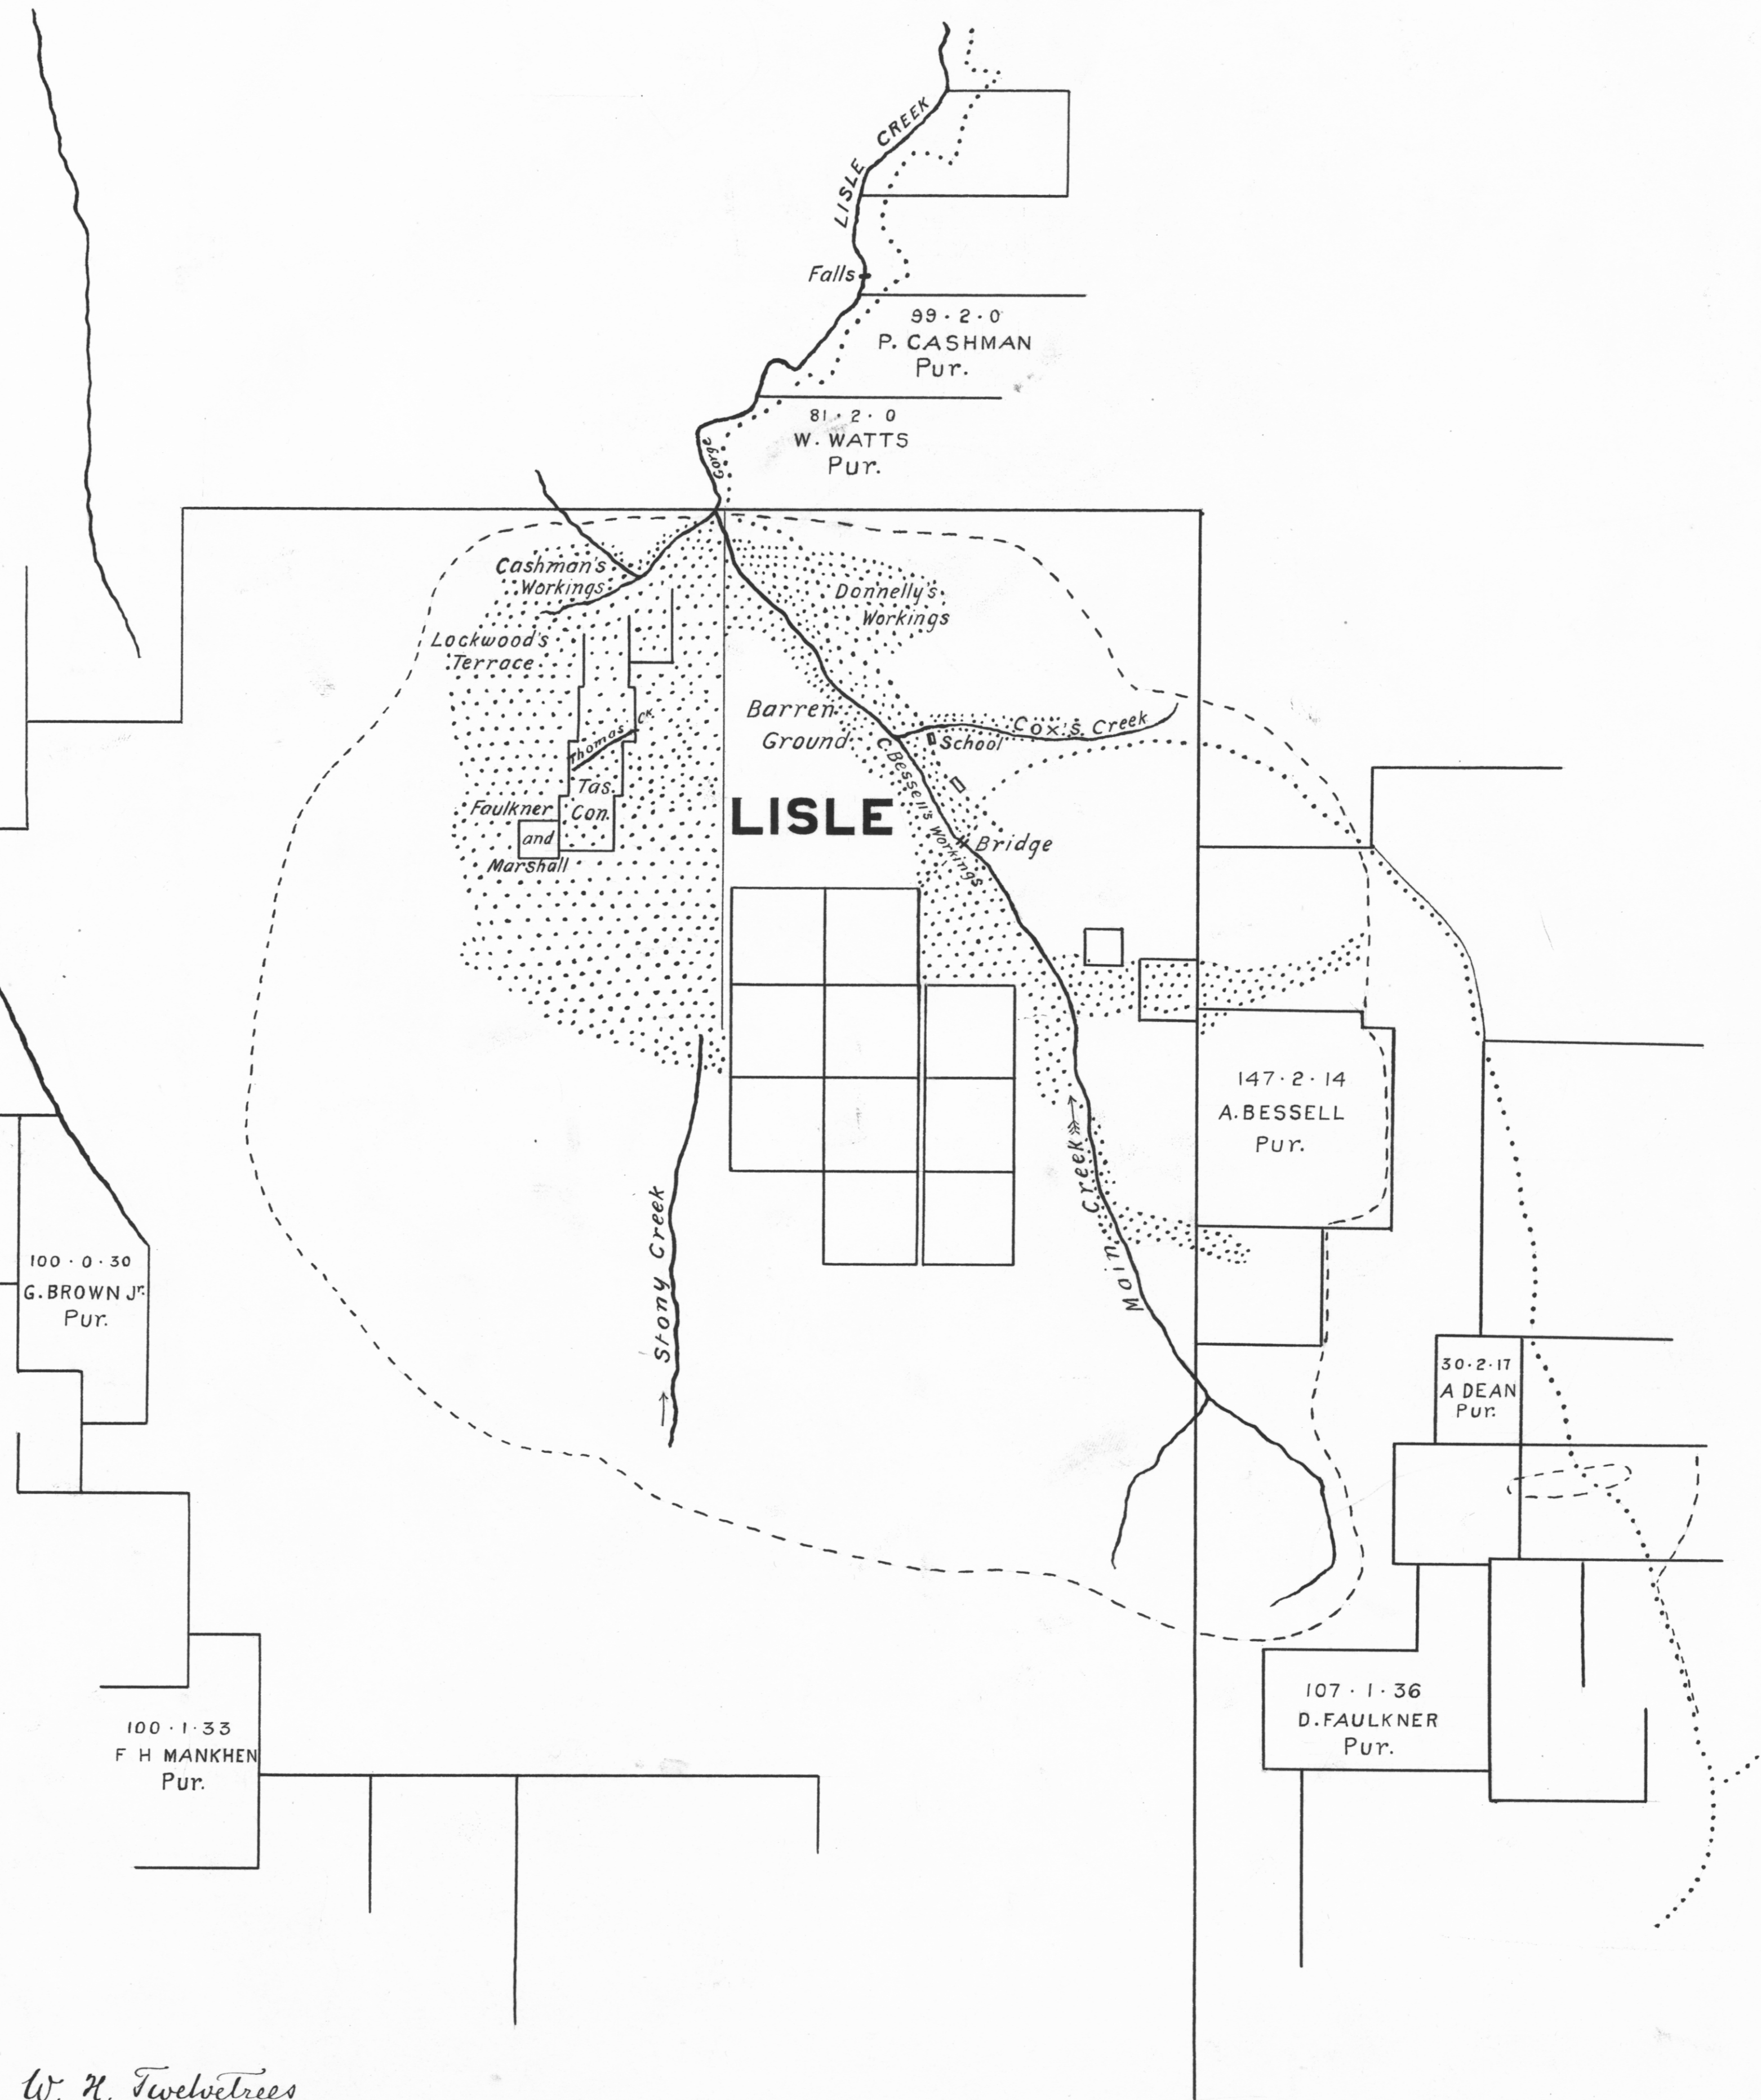 LISLE CREEK
Falls
99·2·0
P. CASHMAN
Pur.
81·2·0
W. WATTS
Pur.
Gorge
Cashman's
Workings
Donnelly's
Workings
Lockwood's
Terrace
Barren
Ground
Cox's Creek
School
C. Bessell's Workings
Thomas' Ck.
Tas.
Con.
Faulkner
and
Marshall
LISLE
Bridge
147·2·14
A. BESSELL
Pur.
Main Creek
Stony Creek
100·0·30
G. BROWN Jr.
Pur.
30·2·17
A DEAN
Pur.
107·1·36
D. FAULKNER
Pur.
100·1·33
F H MANKHEN
Pur.
W. H. Twelvetrees